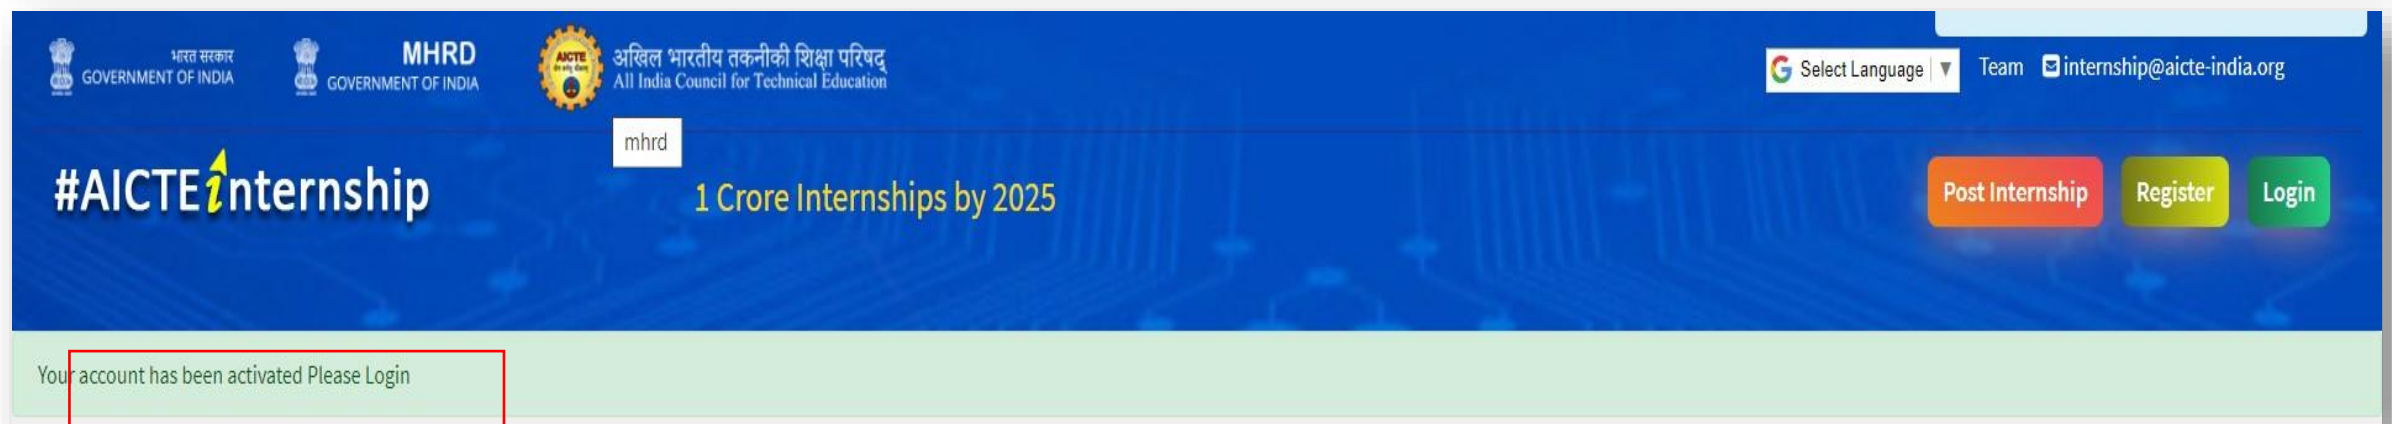 भारत सरकार
GOVERNMENT OF INDIA
MHRD
GOVERNMENT OF INDIA
AICTE
अखिल भारतीय तकनीकी शिक्षा परिषद्
All India Council for Technical Education
Select Language ▼
Team
internship@aicte-india.org
mhrd
#AICTE internship
1 Crore Internships by 2025
Post Internship
Register
Login
Your account has been activated Please Login